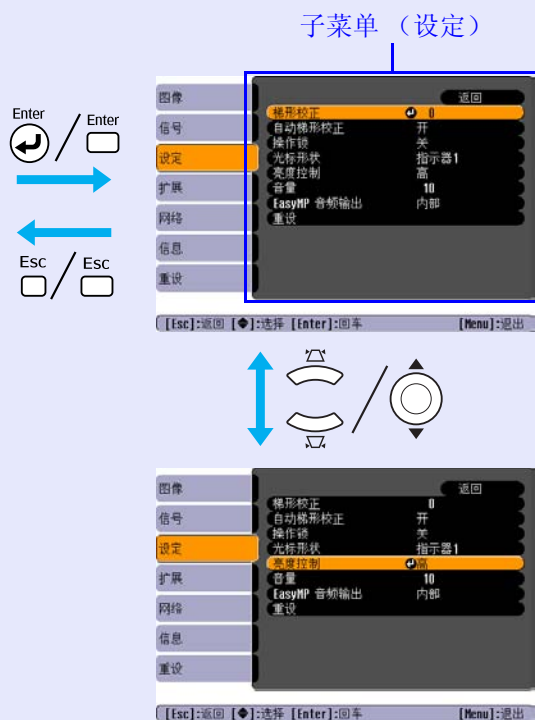 子菜单 （设定）
Enter
Enter
Esc
Esc
图像
信号
设定
扩展
网络
信息
重设
返回
梯形校正 0
自动梯形校正 开
操作锁 关
光标形状 指示器1
亮度控制 高
音量 10
EasyMP 音频输出 内部
重设
[Esc]:返回 [◆]:选择 [Enter]:回车 [Menu]:退出
图像
信号
设定
扩展
网络
信息
重设
返回
梯形校正 0
自动梯形校正 开
操作锁 关
光标形状 指示器1
亮度控制 高
音量 10
EasyMP 音频输出 内部
重设
[Esc]:返回 [◆]:选择 [Enter]:回车 [Menu]:退出